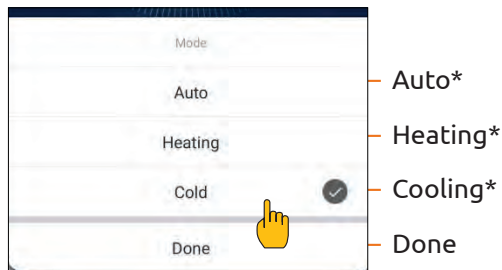 Mode
Auto
Auto*
Heating
Heating*
Cold
Cooling*
Done
Done